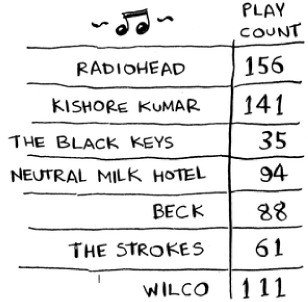 PLAY
COUNT
RADIOHEAD 156
KISHORE KUMAR 141
THE BLACK KEYS 35
NEUTRAL MILK HOTEL 94
BECK 88
THE STROKES 61
WILCO 111